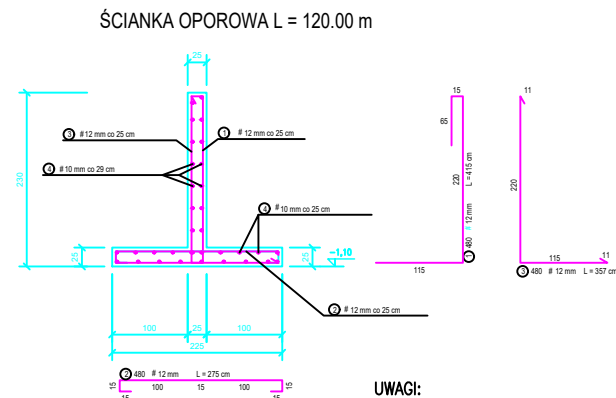 ŚCIANKA OPOROWA L = 120.00 m
25
3 # 12 mm co 25 cm
1 # 12 mm co 25 cm
4 # 10 mm co 29 cm
230
4 # 10 mm co 25 cm
25
25
-1,10
2 # 12 mm co 25 cm
100 25 100
225
2 480 # 12 mm L = 275 cm
15 100 15 100 15
15 15
15
65
220
1 480 # 12 mm L = 415 cm
115
11
220
115 11
3 480 # 12 mm L = 357 cm
UWAGI: